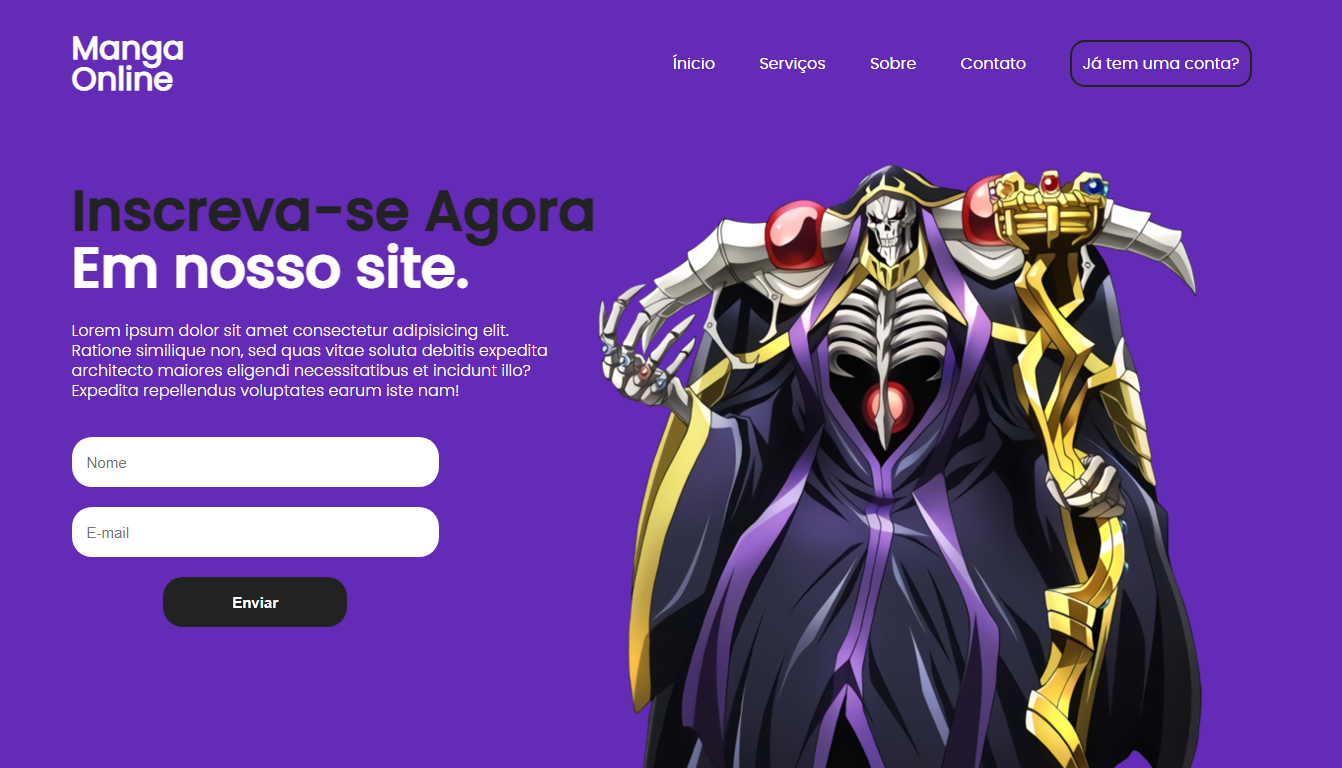 Manga
Online
Ínicio
Serviços
Sobre
Contato
Já tem uma conta?
Inscreva-se Agora
Em nosso site.
Lorem ipsum dolor sit amet consectetur adipisicing elit.
Ratione similique non, sed quas vitae soluta debitis expedita
architecto maiores eligendi necessitatibus et incidunt illo?
Expedita repellendus voluptates earum iste nam!
Nome
E-mail
Enviar